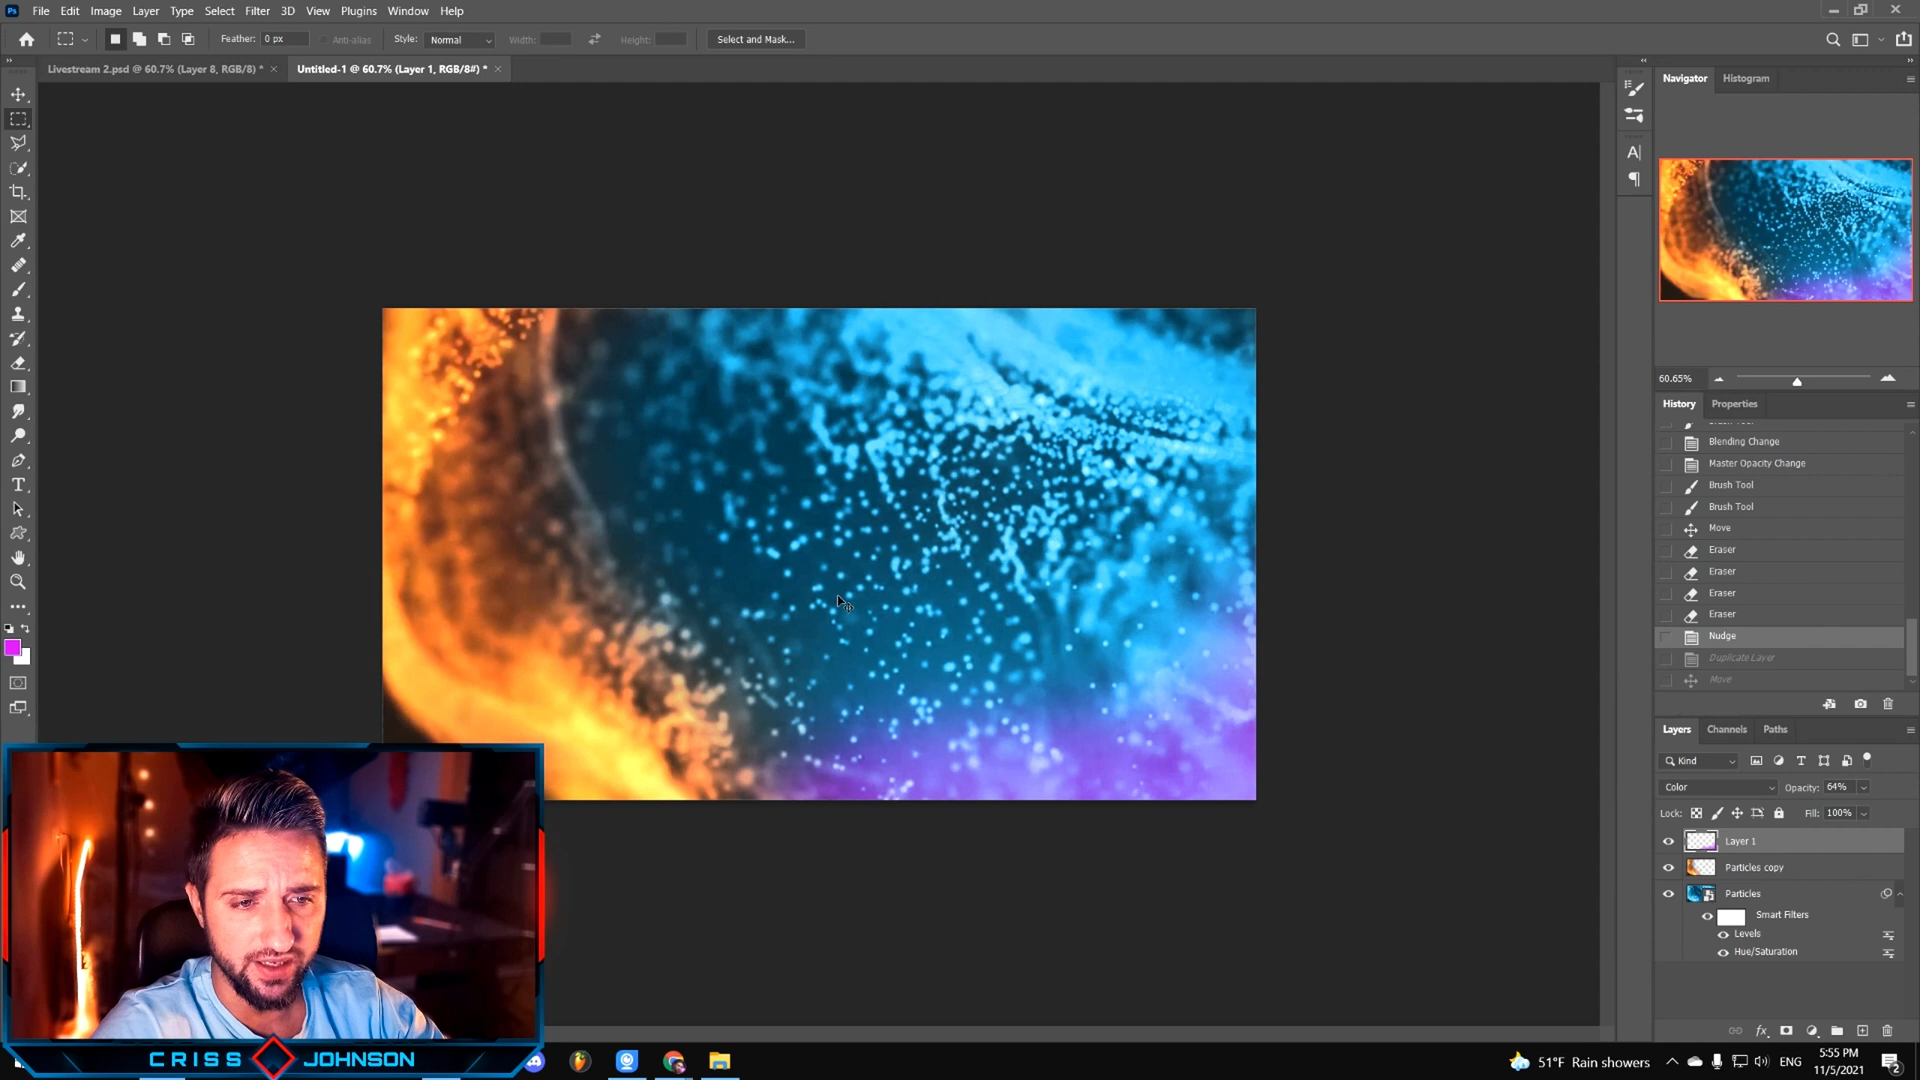 Ps File Edit Image Layer Type Select Filter 3D View Plugins Window Help
Feather: 0 px Anti-alias Style: Normal Width: Height: Select and Mask...
Livestream 2.psd @ 60.7% (Layer 8, RGB/8) * Untitled-1 @ 60.7% (Layer 1, RGB/8#) *
Navigator Histogram
60.65%
History Properties
Blending Change
Master Opacity Change
Brush Tool
Brush Tool
Move
Eraser
Eraser
Eraser
Eraser
Nudge
Duplicate Layer
Move
Layers Channels Paths
Kind
Color Opacity: 64%
Lock: Fill: 100%
Layer 1
Particles copy
Particles
Smart Filters
Levels
Hue/Saturation
fx
CRISS JOHNSON
51°F Rain showers ENG 5:55 PM
11/5/2021 2